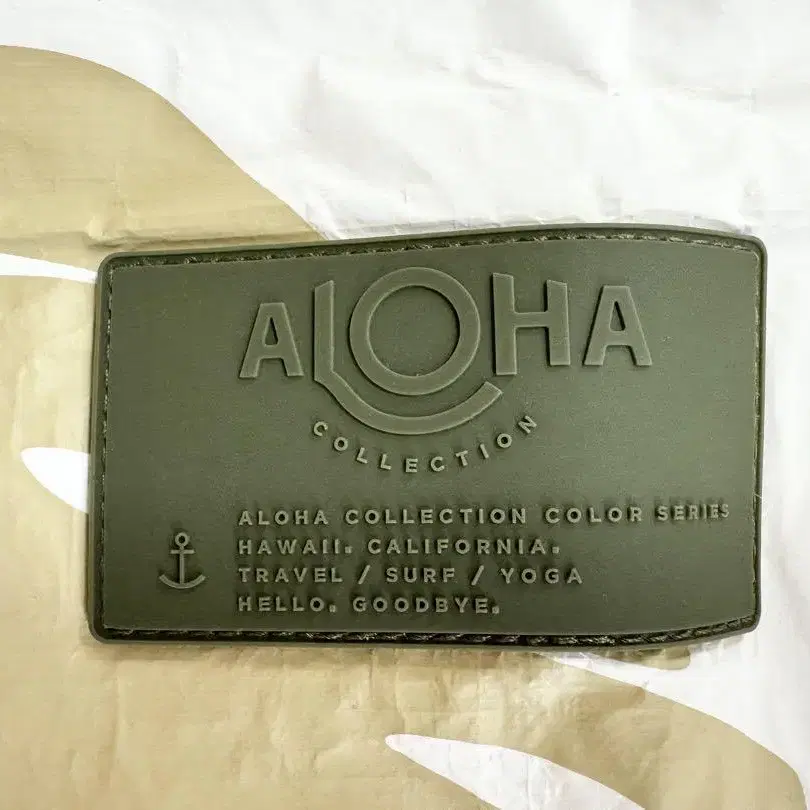 ALOHA
COLLECTION
ALOHA COLLECTION COLOR SERIES
HAWAII. CALIFORNIA.
TRAVEL / SURF / YOGA
HELLO. GOODBYE.